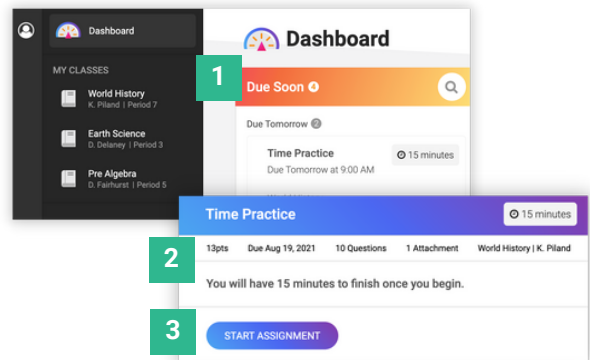 Dashboard
MY CLASSES
World History
K. Piland | Period 7
Earth Science
D. Delaney | Period 3
Pre Algebra
D. Fairhurst | Period 5
Dashboard
1
Due Soon 4
Due Tomorrow 2
Time Practice
15 minutes
Due Tomorrow at 9:00 AM
Time Practice
15 minutes
2
13pts Due Aug 19, 2021 10 Questions 1 Attachment World History | K. Piland
You will have 15 minutes to finish once you begin.
3
START ASSIGNMENT